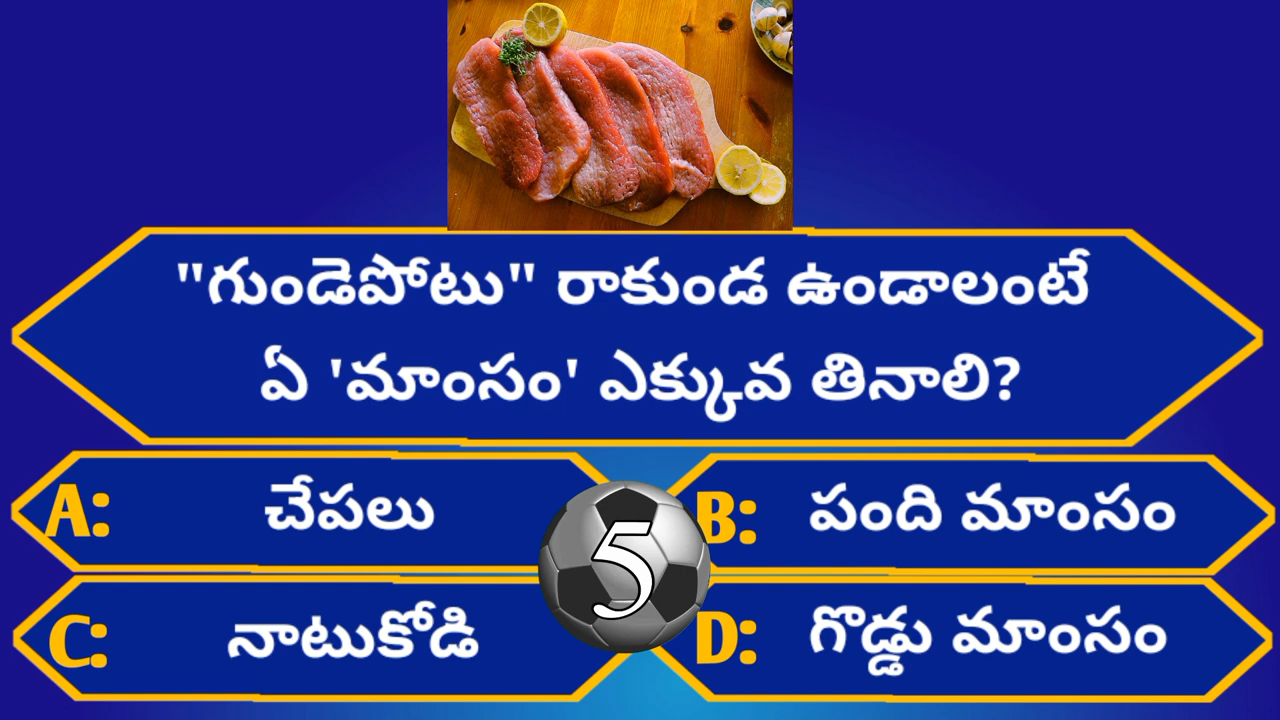 "గుండెపోటు" రాకుండ ఉండాలంటే
ఏ 'మాంసం' ఎక్కువ తినాలి?
A: చేపలు
B: పంది మాంసం
5
C: నాటుకోడి
D: గొడ్డు మాంసం